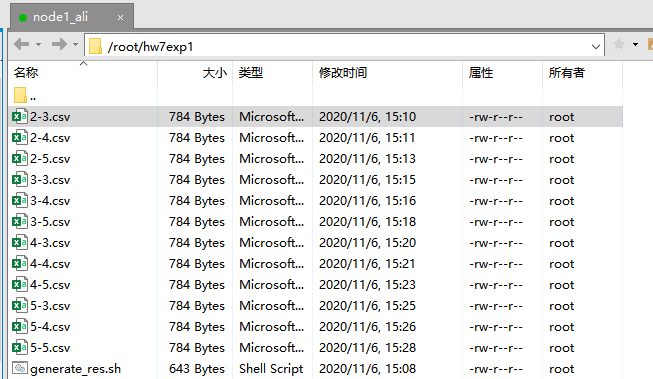 node1_ali ×
/root/hw7exp1
名称 大小 类型 修改时间 属性 所有者
..
2-3.csv 784 Bytes Microsoft... 2020/11/6, 15:10 -rw-r--r-- root
2-4.csv 784 Bytes Microsoft... 2020/11/6, 15:11 -rw-r--r-- root
2-5.csv 784 Bytes Microsoft... 2020/11/6, 15:13 -rw-r--r-- root
3-3.csv 784 Bytes Microsoft... 2020/11/6, 15:15 -rw-r--r-- root
3-4.csv 784 Bytes Microsoft... 2020/11/6, 15:16 -rw-r--r-- root
3-5.csv 784 Bytes Microsoft... 2020/11/6, 15:18 -rw-r--r-- root
4-3.csv 784 Bytes Microsoft... 2020/11/6, 15:20 -rw-r--r-- root
4-4.csv 784 Bytes Microsoft... 2020/11/6, 15:21 -rw-r--r-- root
4-5.csv 784 Bytes Microsoft... 2020/11/6, 15:23 -rw-r--r-- root
5-3.csv 784 Bytes Microsoft... 2020/11/6, 15:25 -rw-r--r-- root
5-4.csv 784 Bytes Microsoft... 2020/11/6, 15:26 -rw-r--r-- root
5-5.csv 784 Bytes Microsoft... 2020/11/6, 15:28 -rw-r--r-- root
generate_res.sh 643 Bytes Shell Script 2020/11/6, 15:08 -rw-r--r-- root